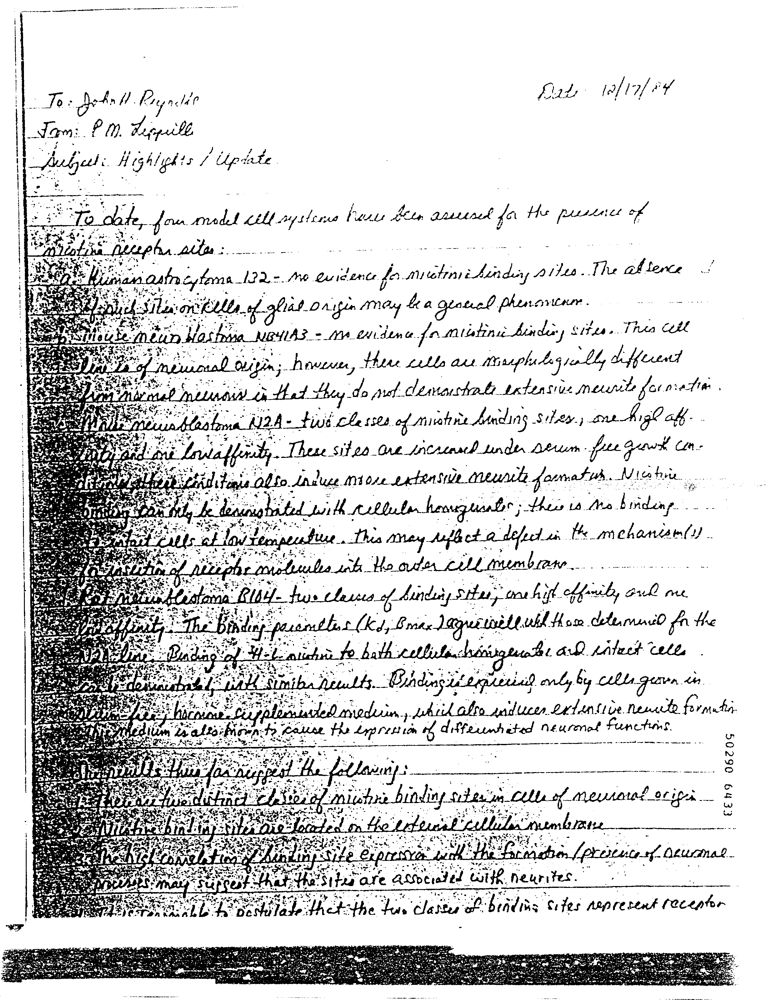 Date 12/17/84
To: John H. Reynolds
From: P.M. Lippiello
Subject: Highlights / Update
To date, four model cell systems have been assessed for the presence of
nicotine receptor sites:
a. Human astrocytoma 132 - no evidence for nicotinic binding sites. The absence
of such sites on cells of glial origin may be a general phenomenon.
b. Mouse neuroblastoma NB41A3 - no evidence for nicotinic binding sites. This cell
line is of neuronal origin; however, these cells are morphologically different
from normal neurons in that they do not demonstrate extensive neurite formation.
c. Mouse neuroblastoma N2A - two classes of nicotine binding sites, one high aff-
inity and one low affinity. These sites are increased under serum-free growth con-
ditions; these conditions also induce more extensive neurite formation. Nicotine
binding can only be demonstrated with cellular homogenates; there is no binding
to intact cells at low temperature. This may reflect a defect in the mechanism(s)
for insertion of receptor molecules into the outer cell membrane.
Rat neuroblastoma B104 - two classes of binding sites, one high affinity and one
low affinity. The binding parameters (Kd, Bmax) agree well with those determined for the
N2A line. Binding of 3H-L-nicotine to both cellular homogenates and intact cells
can be demonstrated, with similar results. Binding is expressed only by cells grown in
serum-free, hormone-supplemented medium, which also induces extensive neurite formation
This medium is also known to cause the expression of differentiated neuronal functions.
The results thus far suggest the following:
1. There are two distinct classes of nicotine binding sites in cells of neuronal origin
Nicotine binding sites are located on the external cellular membrane
3. The high correlation of binding site expression with the formation/presence of neuronal
processes may suggest that the sites are associated with neurites.
It is reasonable to postulate that the two classes of binding sites represent receptor
50290 6433